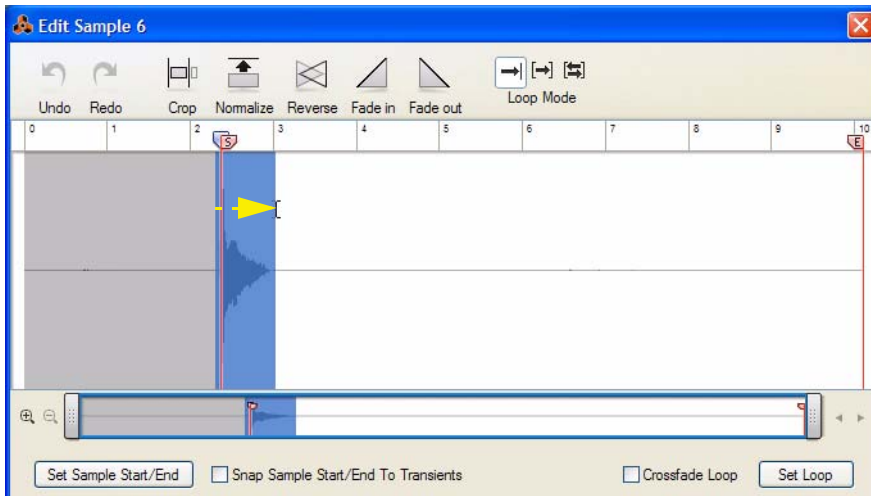 Edit Sample 6
Undo Redo Crop Normalize Reverse Fade in Fade out Loop Mode
0 1 2 3 4 5 6 7 8 9 10
S E
Set Sample Start/End Snap Sample Start/End To Transients Crossfade Loop Set Loop